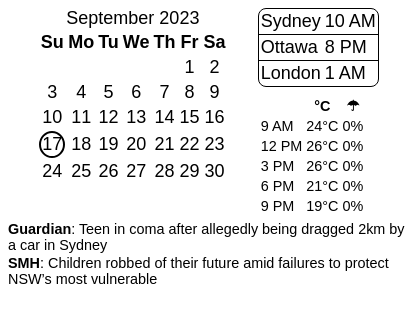 September 2023
Su Mo Tu We Th Fr Sa
1 2
3 4 5 6 7 8 9
10 11 12 13 14 15 16
17 18 19 20 21 22 23
24 25 26 27 28 29 30
Sydney 10 AM
Ottawa 8 PM
London 1 AM
°C ☂
9 AM 24°C 0%
12 PM 26°C 0%
3 PM 26°C 0%
6 PM 21°C 0%
9 PM 19°C 0%
Guardian: Teen in coma after allegedly being dragged 2km by
a car in Sydney
SMH: Children robbed of their future amid failures to protect
NSW’s most vulnerable